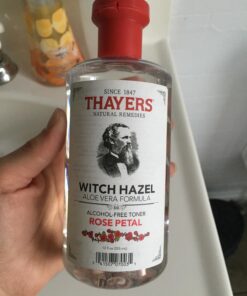 SINCE 1847
THAYERS
NATURAL REMEDIES
WITCH HAZEL
ALOE VERA FORMULA
ALCOHOL-FREE TONER
ROSE PETAL